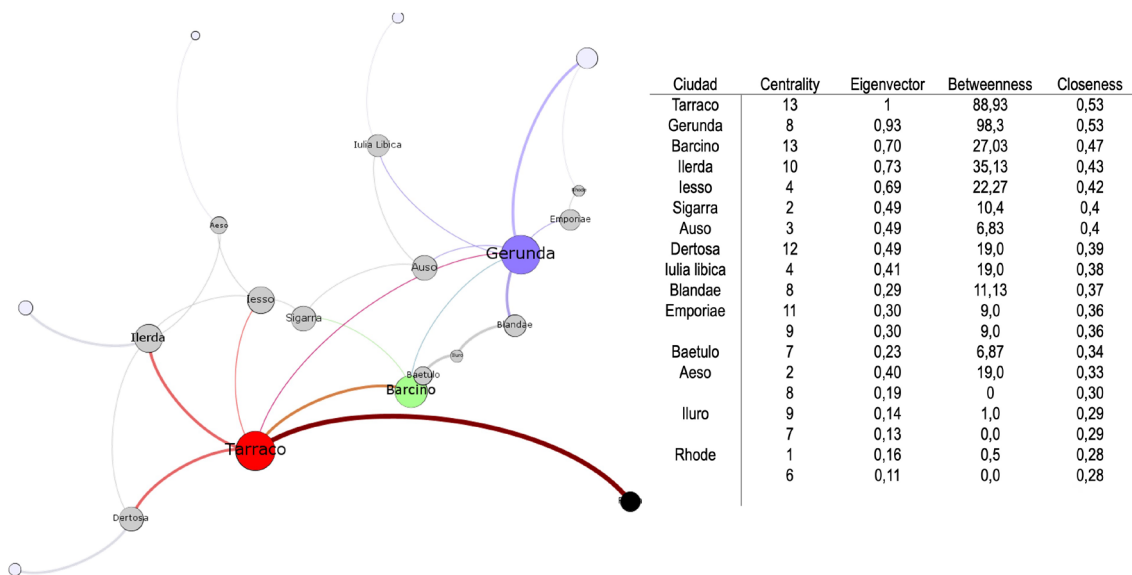 Iulia Libica
Rhode
Emporiae
Aeso
Gerunda
Auso
Iesso
Sigarra
Blandae
Ilerda
Iluro
Baetulo
Barcino
Tarraco
Dertosa
Ciudad Centrality Eigenvector Betweenness Closeness
Tarraco 13 1 88,93 0,53
Gerunda 8 0,93 98,3 0,53
Barcino 13 0,70 27,03 0,47
Ilerda 10 0,73 35,13 0,43
Iesso 4 0,69 22,27 0,42
Sigarra 2 0,49 10,4 0,4
Auso 3 0,49 6,83 0,4
Dertosa 12 0,49 19,0 0,39
Iulia libica 4 0,41 19,0 0,38
Blandae 8 0,29 11,13 0,37
Emporiae 11 0,30 9,0 0,36
9 0,30 9,0 0,36
Baetulo 7 0,23 6,87 0,34
Aeso 2 0,40 19,0 0,33
8 0,19 0 0,30
Iluro 9 0,14 1,0 0,29
7 0,13 0,0 0,29
Rhode 1 0,16 0,5 0,28
6 0,11 0,0 0,28